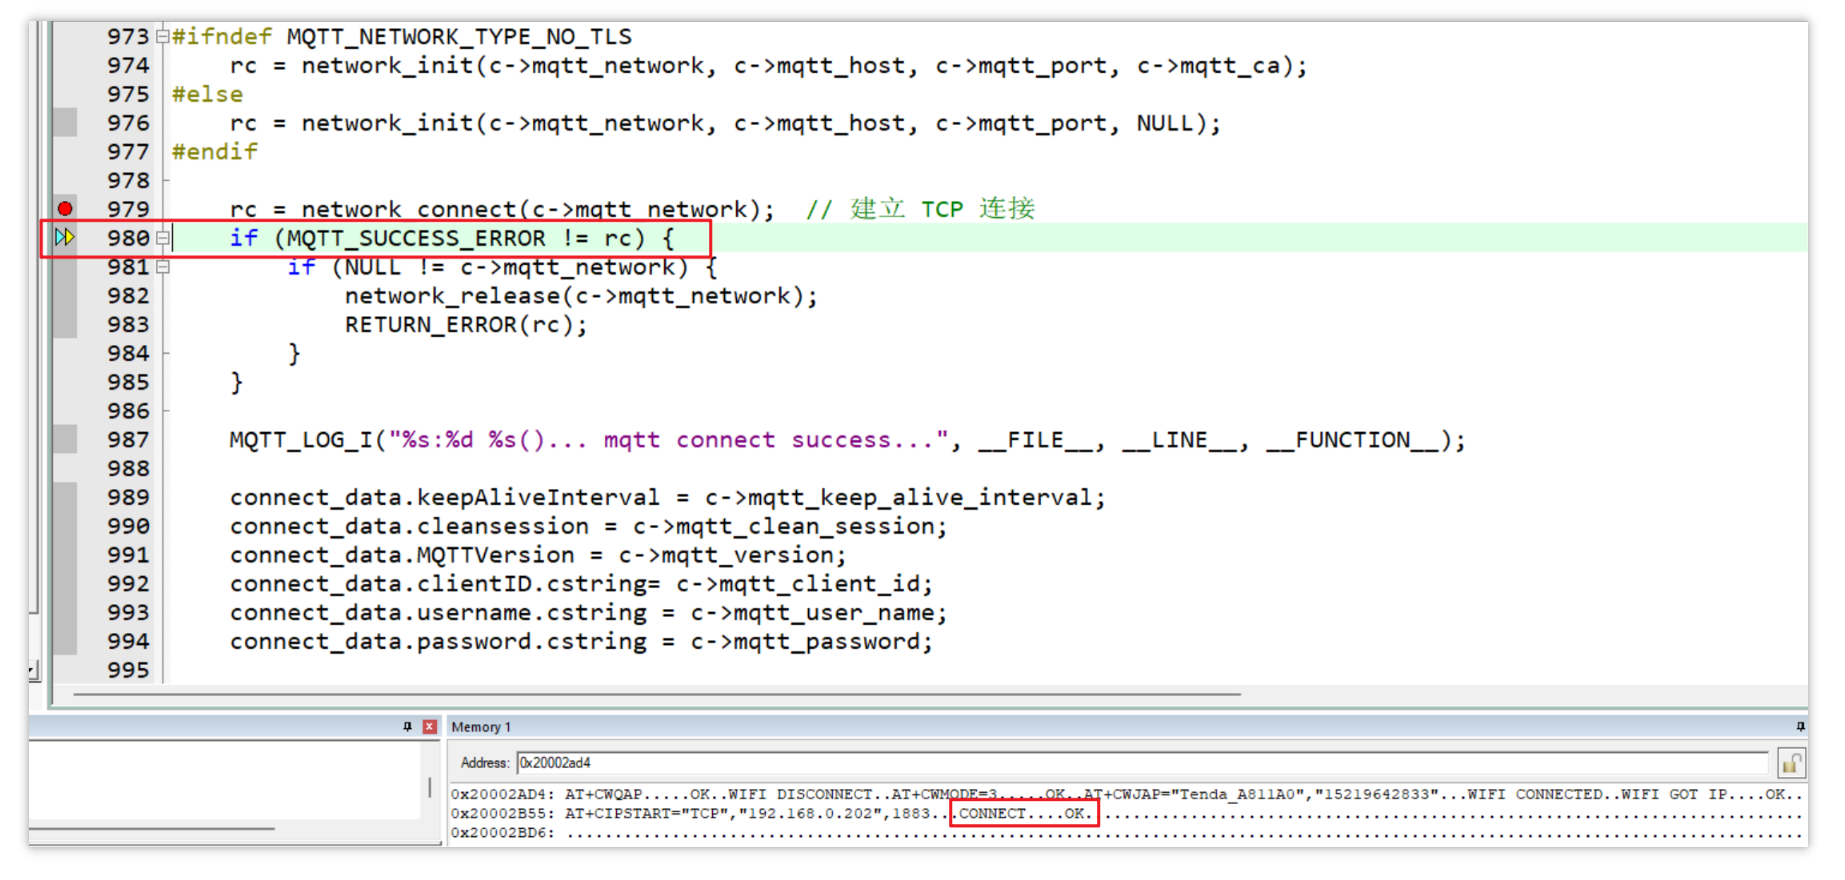 973 #ifndef MQTT_NETWORK_TYPE_NO_TLS
974     rc = network_init(c->mqtt_network, c->mqtt_host, c->mqtt_port, c->mqtt_ca);
975 #else
976     rc = network_init(c->mqtt_network, c->mqtt_host, c->mqtt_port, NULL);
977 #endif
978
979     rc = network_connect(c->mqtt_network);  // 建立 TCP 连接
980     if (MQTT_SUCCESS_ERROR != rc) {
981         if (NULL != c->mqtt_network) {
982             network_release(c->mqtt_network);
983             RETURN_ERROR(rc);
984         }
985     }
986
987     MQTT_LOG_I("%s:%d %s()... mqtt connect success...", __FILE__, __LINE__, __FUNCTION__);
988
989     connect_data.keepAliveInterval = c->mqtt_keep_alive_interval;
990     connect_data.cleansession = c->mqtt_clean_session;
991     connect_data.MQTTVersion = c->mqtt_version;
992     connect_data.clientID.cstring= c->mqtt_client_id;
993     connect_data.username.cstring = c->mqtt_user_name;
994     connect_data.password.cstring = c->mqtt_password;
995
Memory 1
Address: 0x20002ad4
0x20002AD4: AT+CWQAP.....OK..WIFI DISCONNECT..AT+CWMODE=3.....OK..AT+CWJAP="Tenda_A811A0","15219642833"...WIFI CONNECTED..WIFI GOT IP....OK..
0x20002B55: AT+CIPSTART="TCP","192.168.0.202",1883...CONNECT....OK.......................................................................
0x20002BD6: .................................................................................................................................